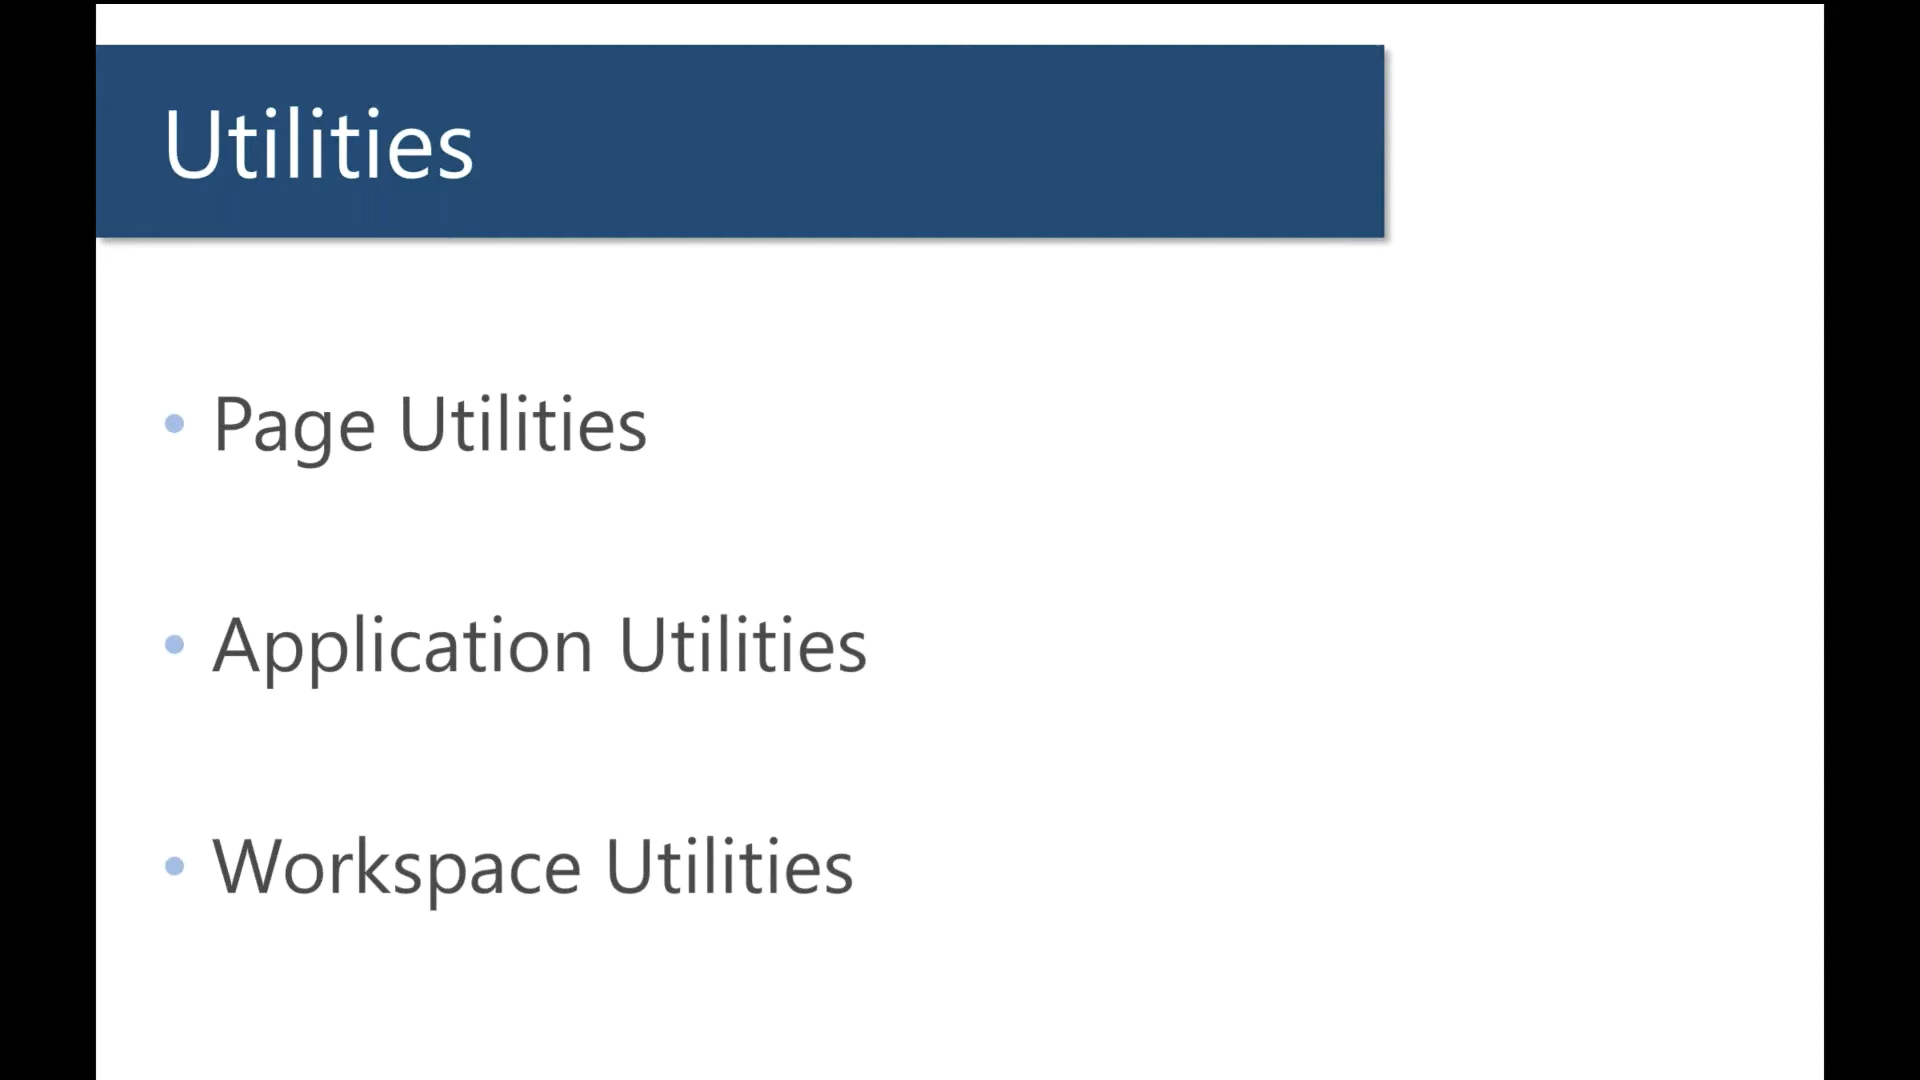 Utilities
• Page Utilities
• Application Utilities
• Workspace Utilities